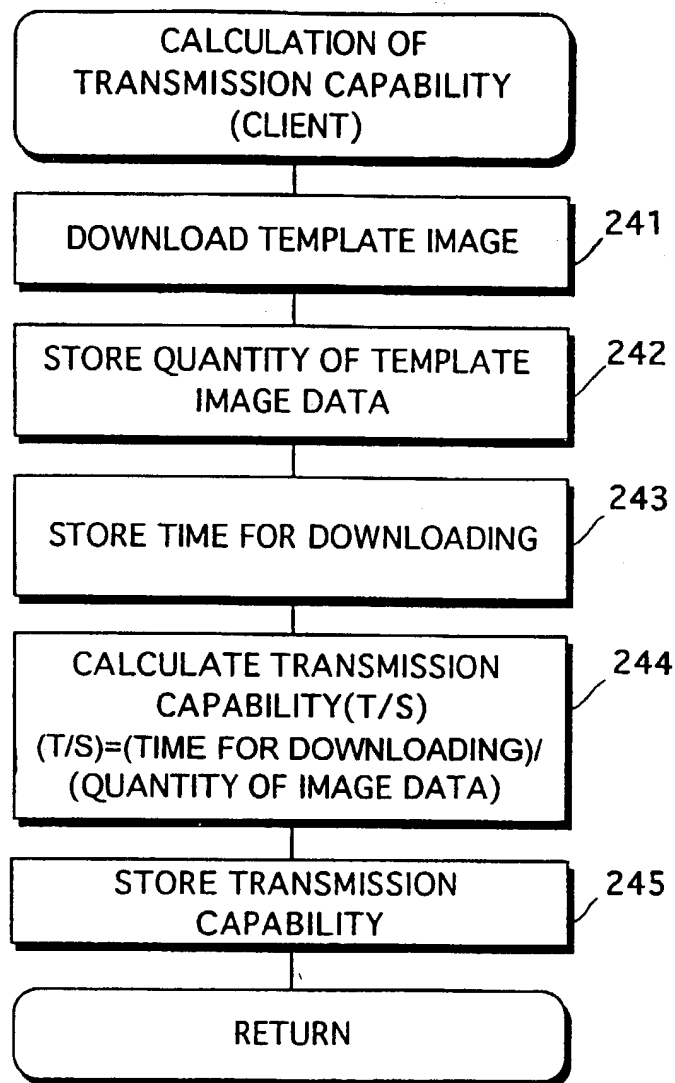 CALCULATION OF
TRANSMISSION CAPABILITY
(CLIENT)
DOWNLOAD TEMPLATE IMAGE
241
STORE QUANTITY OF TEMPLATE
IMAGE DATA
242
STORE TIME FOR DOWNLOADING
243
CALCULATE TRANSMISSION
CAPABILITY(T/S)
(T/S)=(TIME FOR DOWNLOADING)/
(QUANTITY OF IMAGE DATA)
244
STORE TRANSMISSION
CAPABILITY
245
RETURN